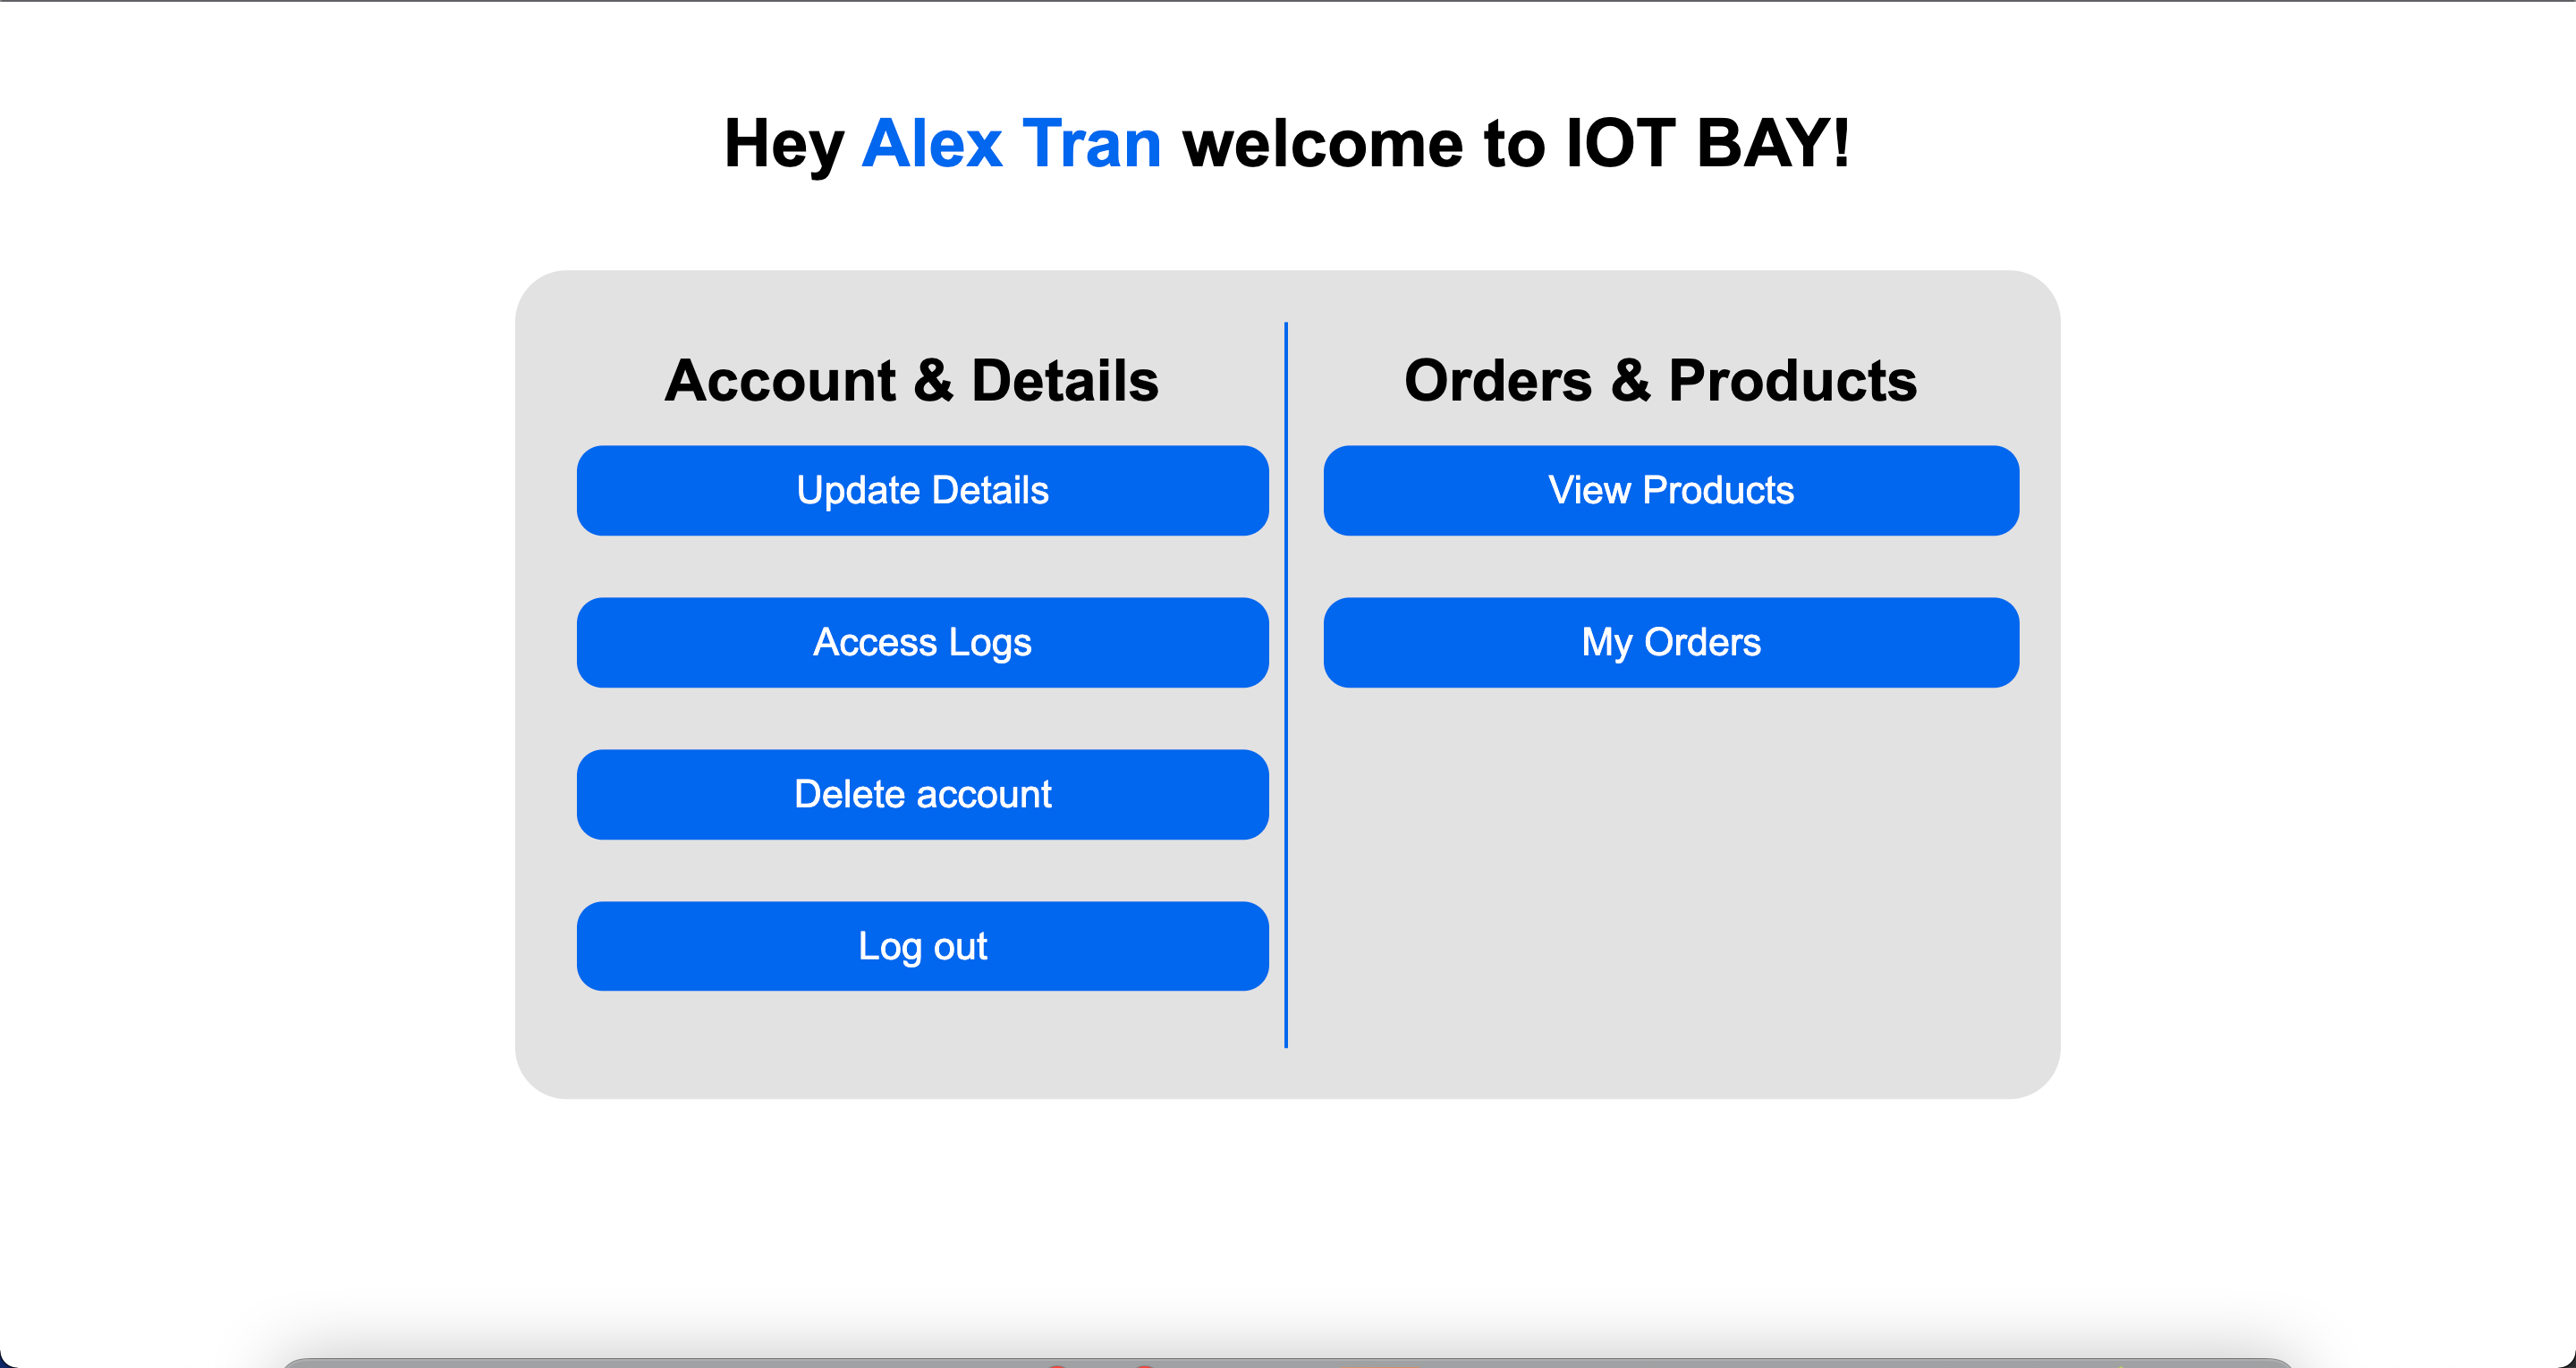 Hey Alex Tran welcome to IOT BAY!
Account & Details
Update Details
Access Logs
Delete account
Log out
Orders & Products
View Products
My Orders